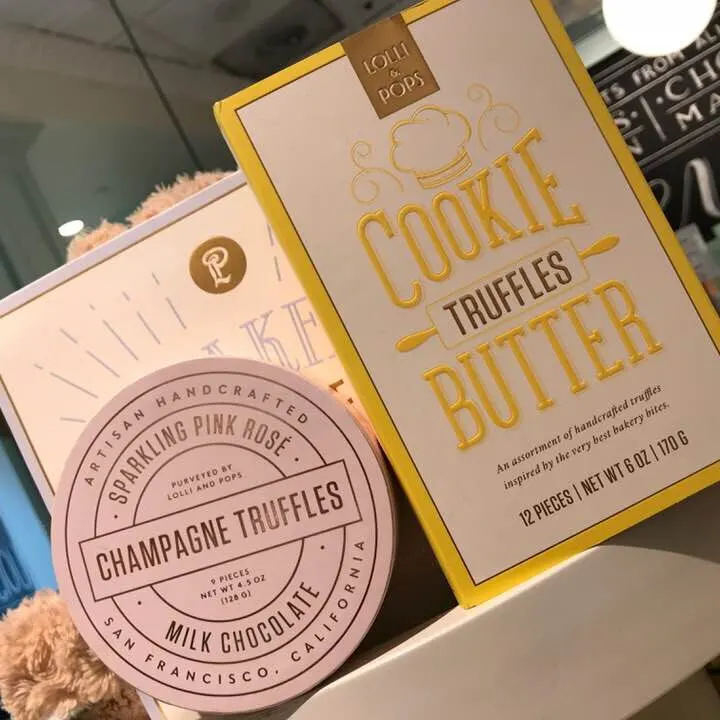 LOLLI
&
POPS
COOKIE
TRUFFLES
BUTTER
An assortment of handcrafted truffles
inspired by the very best bakery bites.
12 PIECES | NET WT 6 OZ | 170 G
ARTISAN HANDCRAFTED
· SPARKLING PINK ROSÉ ·
PURVEYED BY
LOLLI AND POPS
CHAMPAGNE TRUFFLES
9 PIECES
NET WT 4.5 OZ
(128 G)
MILK CHOCOLATE
SAN FRANCISCO, CALIFORNIA